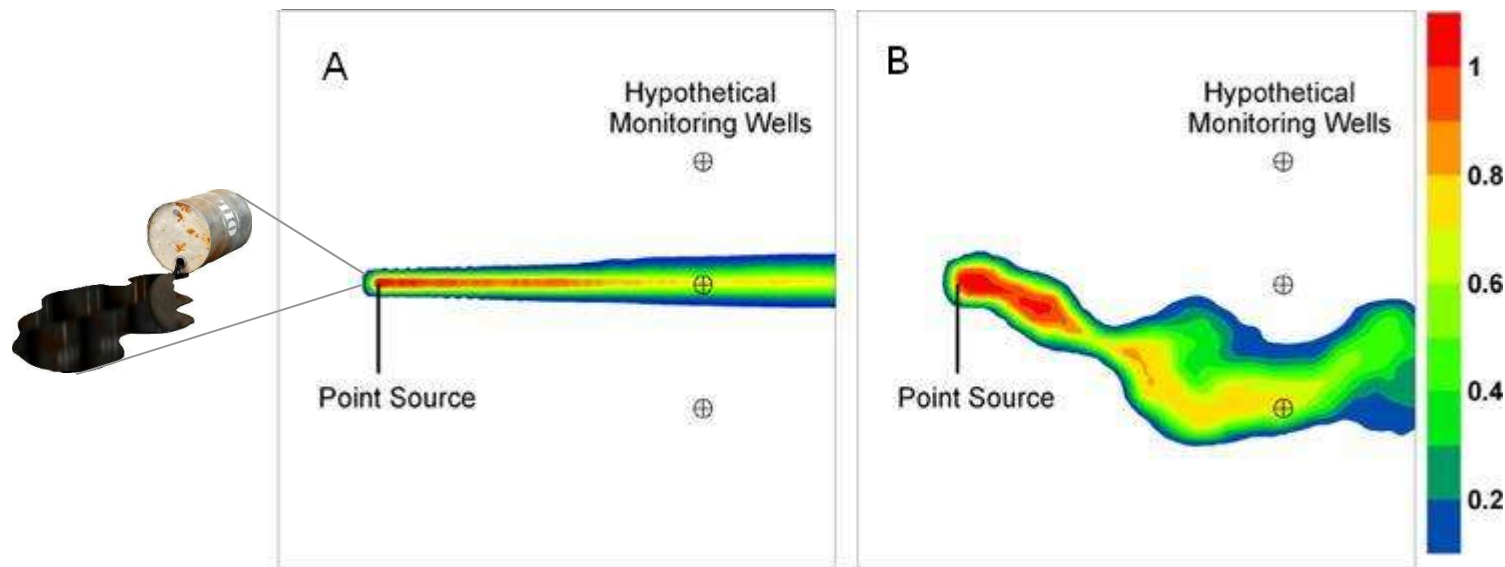 A
Hypothetical
Monitoring Wells
Point Source
OIL
B
Hypothetical
Monitoring Wells
Point Source
1
0.8
0.6
0.4
0.2